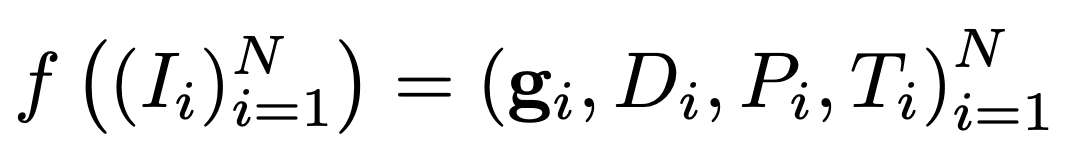 f ((I_i)_{i=1}^N) = (𝐠_i, D_i, P_i, T_i)_{i=1}^N